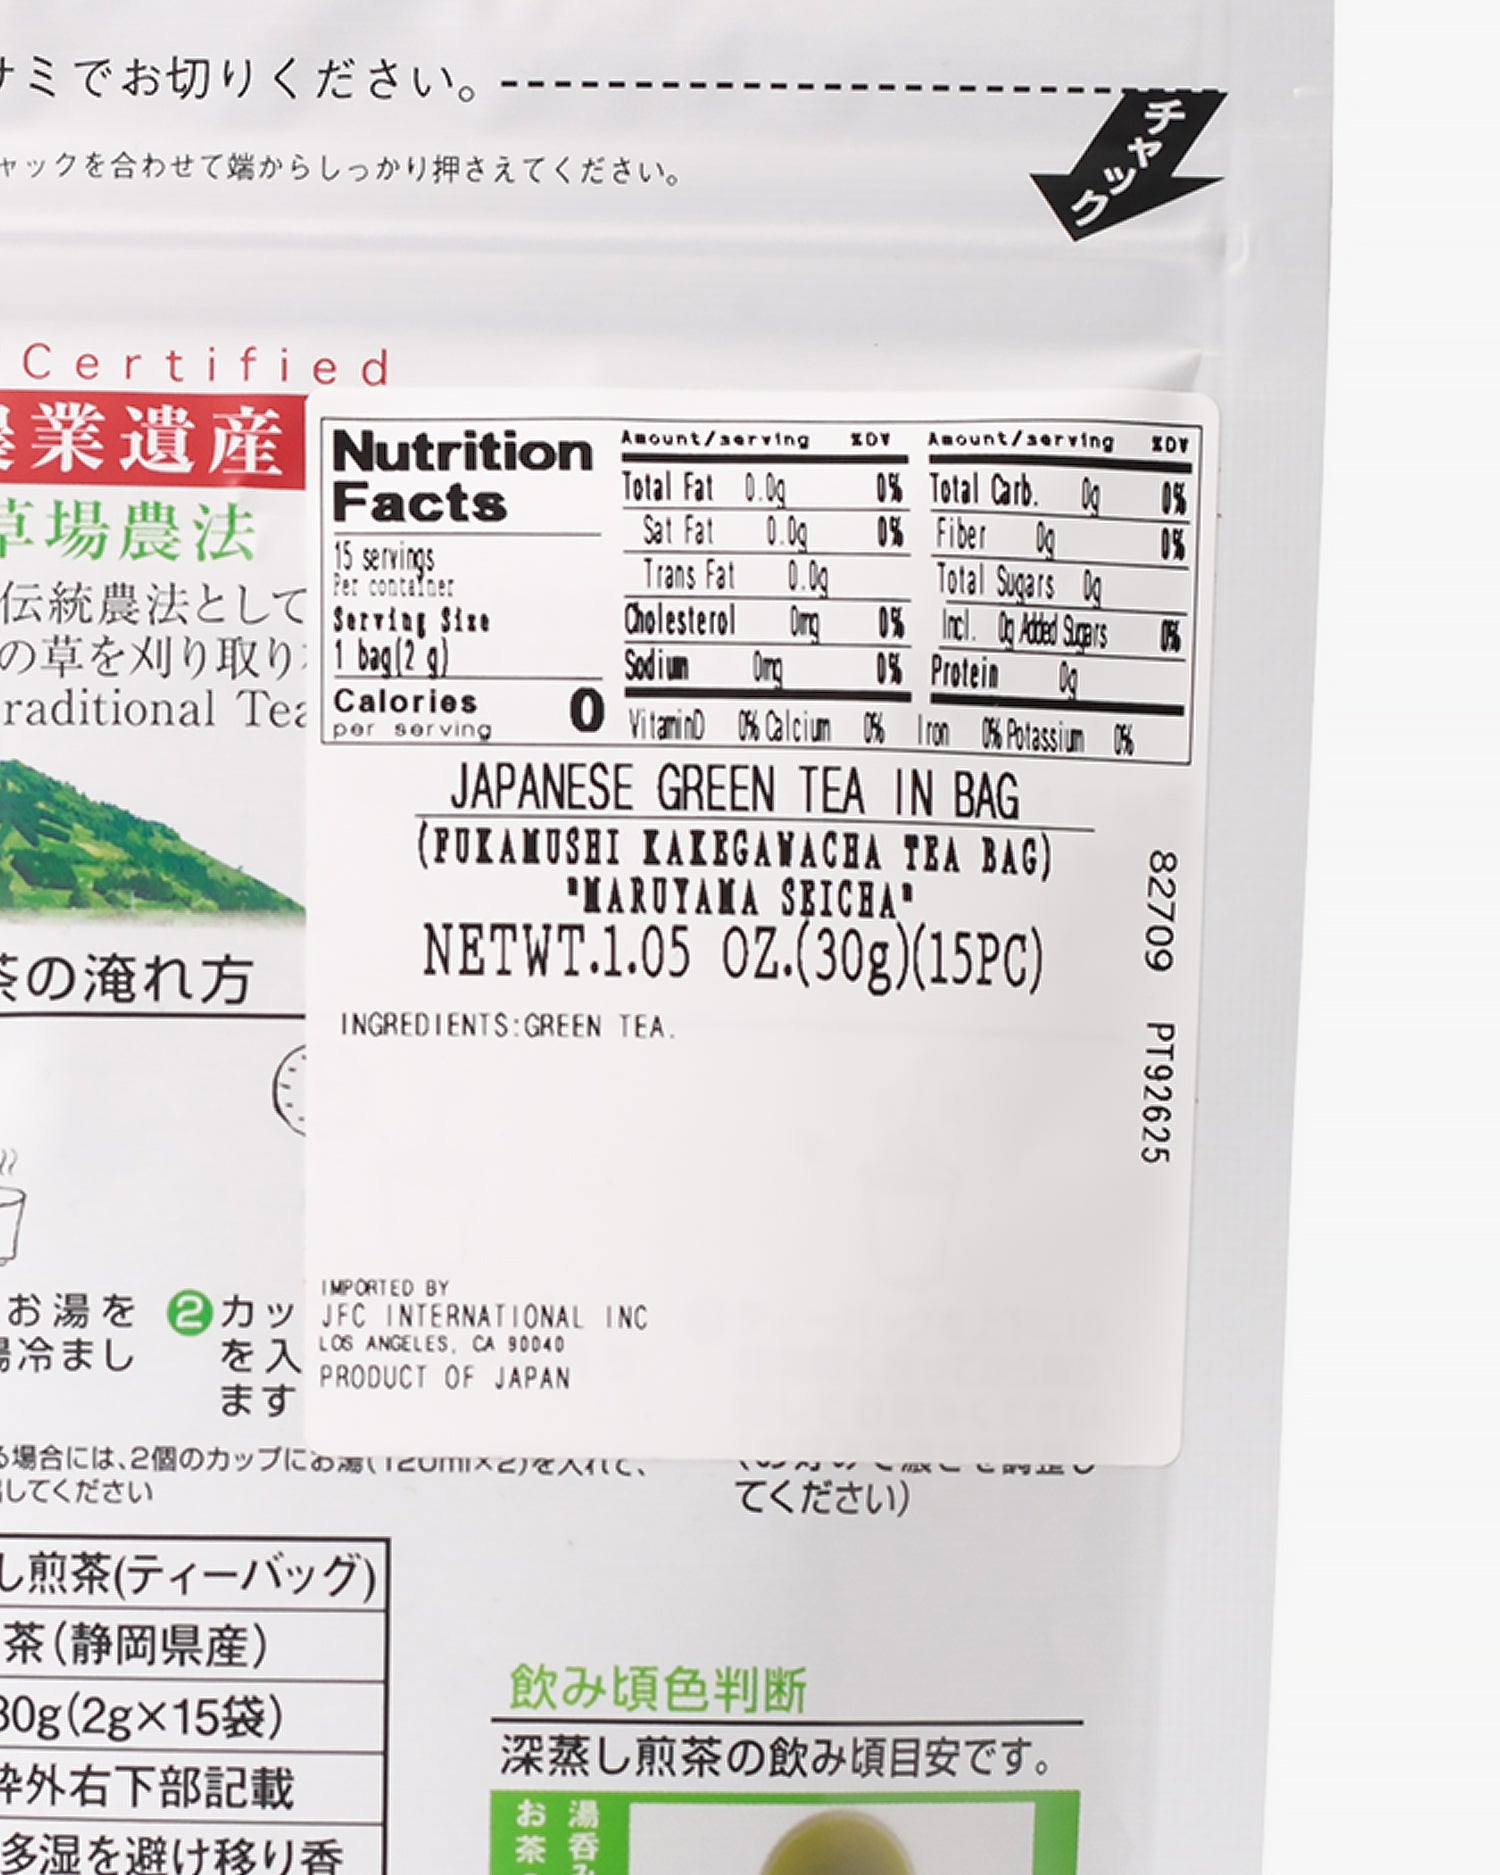 サミでお切りください。
チャック
ャックを合わせて端からしっかり押さえてください。
Certified
農業遺産
草場農法
伝統農法として
の草を刈り取り
raditional Tea
茶の淹れ方
お湯を
湯冷まし
2 カッ
を入
ます
Nutrition
Facts
15 servings
Per container
Serving Size
1 bag(2 g)
Calories 0
per serving
Amount/serving %DV
Total Fat 0.0g 0%
Sat Fat 0.0g 0%
Trans Fat 0.0g
Cholesterol 0mg 0%
Sodium 0mg 0%
Amount/serving %DV
Total Carb. 0g 0%
Fiber 0g 0%
Total Sugars 0g
Incl. 0g Added Sugars 0%
Protein 0g
VitaminD 0% Calcium 0% Iron 0% Potassium 0%
JAPANESE GREEN TEA IN BAG
(FUKAMUSHI KAKEGAWACHA TEA BAG)
"MARUYAMA SEICHA"
NETWT.1.05 OZ.(30g)(15PC)
INGREDIENTS:GREEN TEA.
82709 PT92625
IMPORTED BY
JFC INTERNATIONAL INC
LOS ANGELES, CA 90040
PRODUCT OF JAPAN
る場合には、2個のカップにお湯(120ml×2)を入れて、
してください
てください)
し煎茶(ティーバッグ)
茶(静岡県産)
30g(2g×15袋)
枠外右下部記載
多湿を避け移り香
飲み頃色判断
深蒸し煎茶の飲み頃目安です。
湯呑み
お茶の